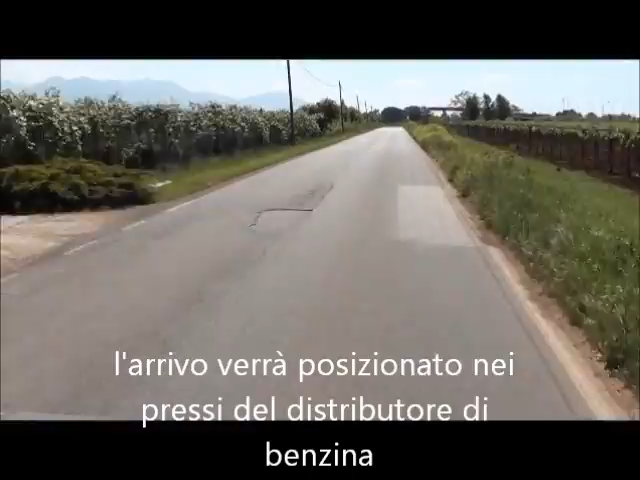 l'arrivo verrà posizionato nei
pressi del distributore di
benzina